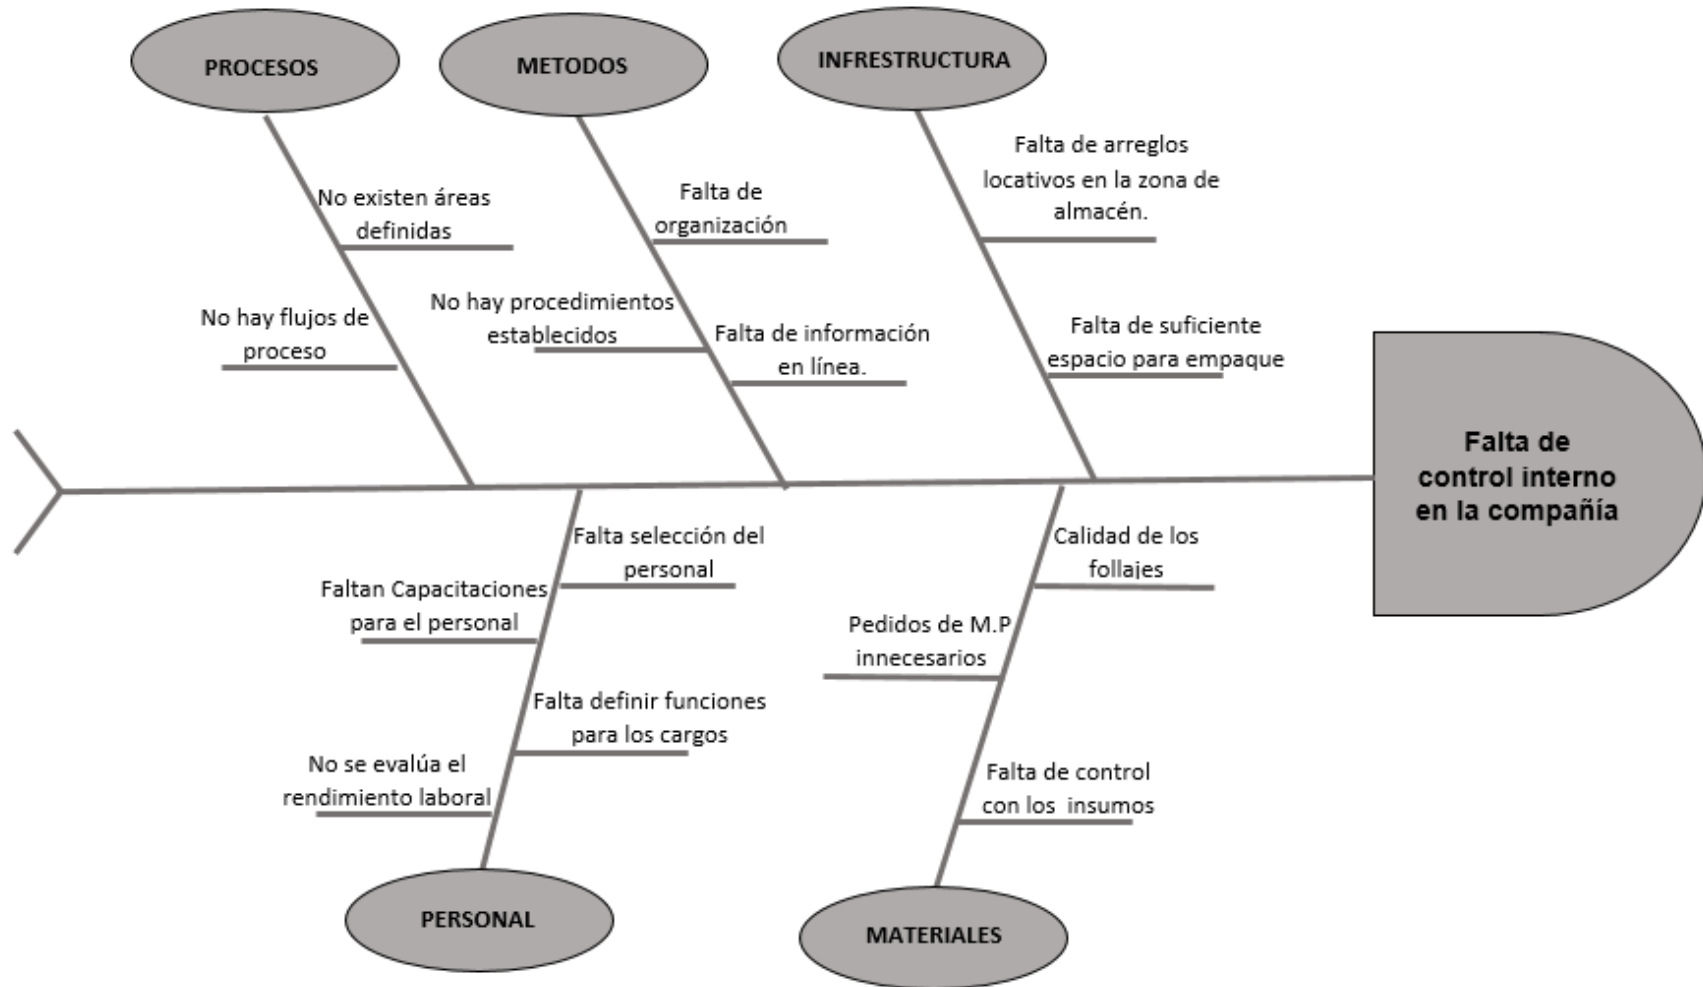 PROCESOS
METODOS
INFRESTRUCTURA
No existen áreas
definidas
No hay flujos de
proceso
Falta de
organización
No hay procedimientos
establecidos
Falta de información
en línea.
Falta de arreglos
locativos en la zona de
almacén.
Falta de suficiente
espacio para empaque
Falta de
control interno
en la compañía
Falta selección del
personal
Faltan Capacitaciones
para el personal
Falta definir funciones
para los cargos
No se evalúa el
rendimiento laboral
PERSONAL
Calidad de los
follajes
Pedidos de M.P
innecesarios
Falta de control
con los  insumos
MATERIALES